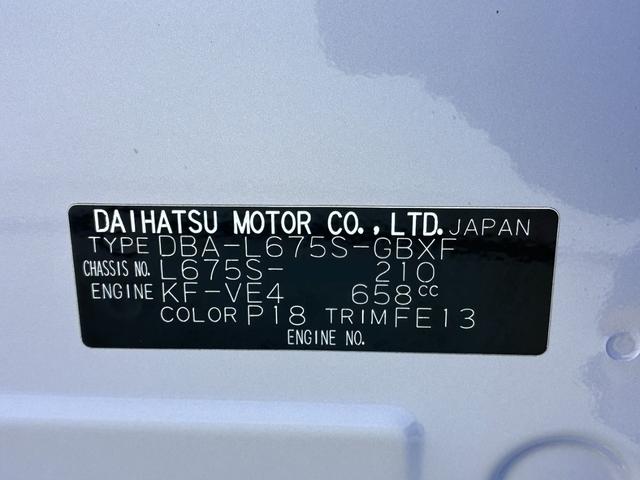 DAIHATSU MOTOR CO., LTD. JAPAN
TYPE DBA-L675S-GBXF
CHASSIS NO. L675S- 210
ENGINE KF-VE4 658cc
COLOR P18 TRIM FE13
ENGINE NO.